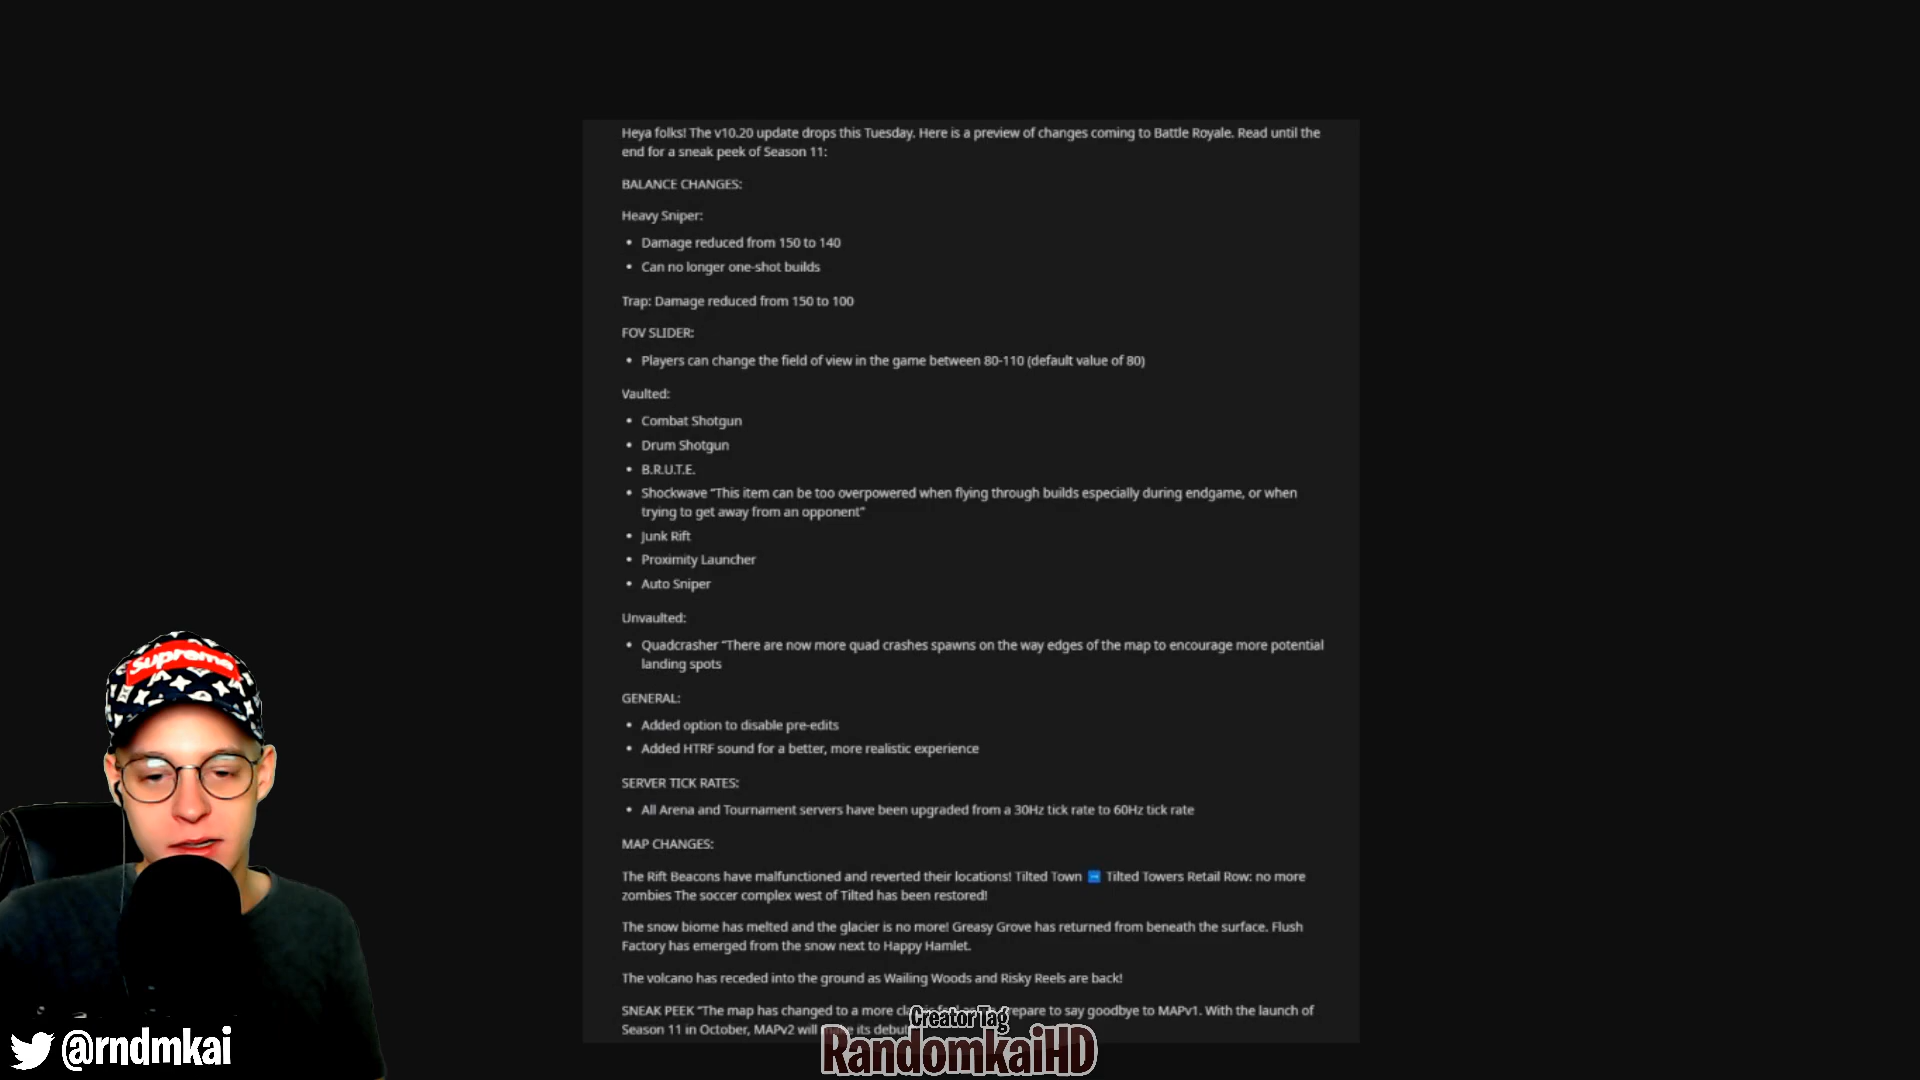 Heya folks! The v10.20 update drops this Tuesday. Here is a preview of changes coming to Battle Royale. Read until the
end for a sneak peek of Season 11:
BALANCE CHANGES:
Heavy Sniper:
• Damage reduced from 150 to 140
• Can no longer one-shot builds
Trap: Damage reduced from 150 to 100
FOV SLIDER:
• Players can change the field of view in the game between 80-110 (default value of 80)
Vaulted:
• Combat Shotgun
• Drum Shotgun
• B.R.U.T.E.
• Shockwave “This item can be too overpowered when flying through builds especially during endgame, or when
trying to get away from an opponent”
• Junk Rift
• Proximity Launcher
• Auto Sniper
Unvaulted:
• Quadcrasher “There are now more quad crashes spawns on the way edges of the map to encourage more potential
landing spots
GENERAL:
• Added option to disable pre-edits
• Added HTRF sound for a better, more realistic experience
SERVER TICK RATES:
• All Arena and Tournament servers have been upgraded from a 30Hz tick rate to 60Hz tick rate
MAP CHANGES:
The Rift Beacons have malfunctioned and reverted their locations! Tilted Town ➡ Tilted Towers Retail Row: no more
zombies The soccer complex west of Tilted has been restored!
The snow biome has melted and the glacier is no more! Greasy Grove has returned from beneath the surface. Flush
Factory has emerged from the snow next to Happy Hamlet.
The volcano has receded into the ground as Wailing Woods and Risky Reels are back!
SNEAK PEEK “The map has changed to a more to say goodbye to MAPv1. With the launch of
Season 11 in October, MAPv2 will its
Creator Tag
RandomkaiHD
Supreme
@rndmkai